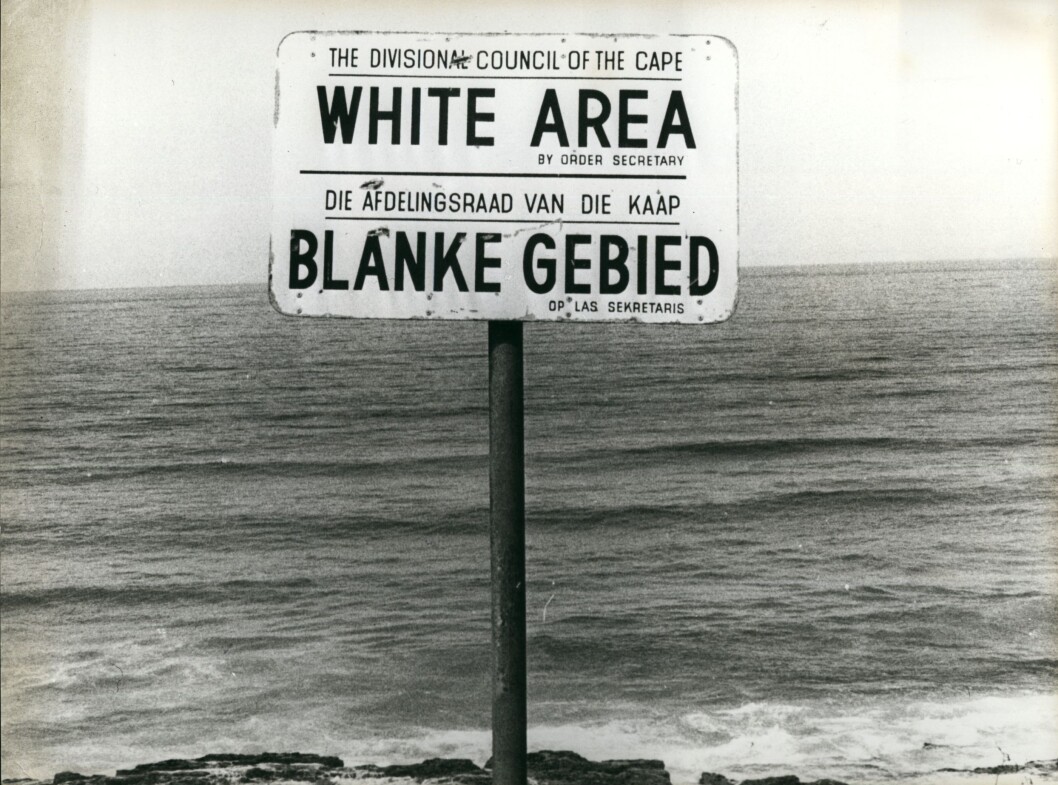 THE DIVISIONAL COUNCIL OF THE CAPE
WHITE AREA
BY ORDER SECRETARY
DIE AFDELINGSRAAD VAN DIE KAAP
BLANKE GEBIED
OP LAS SEKRETARIS